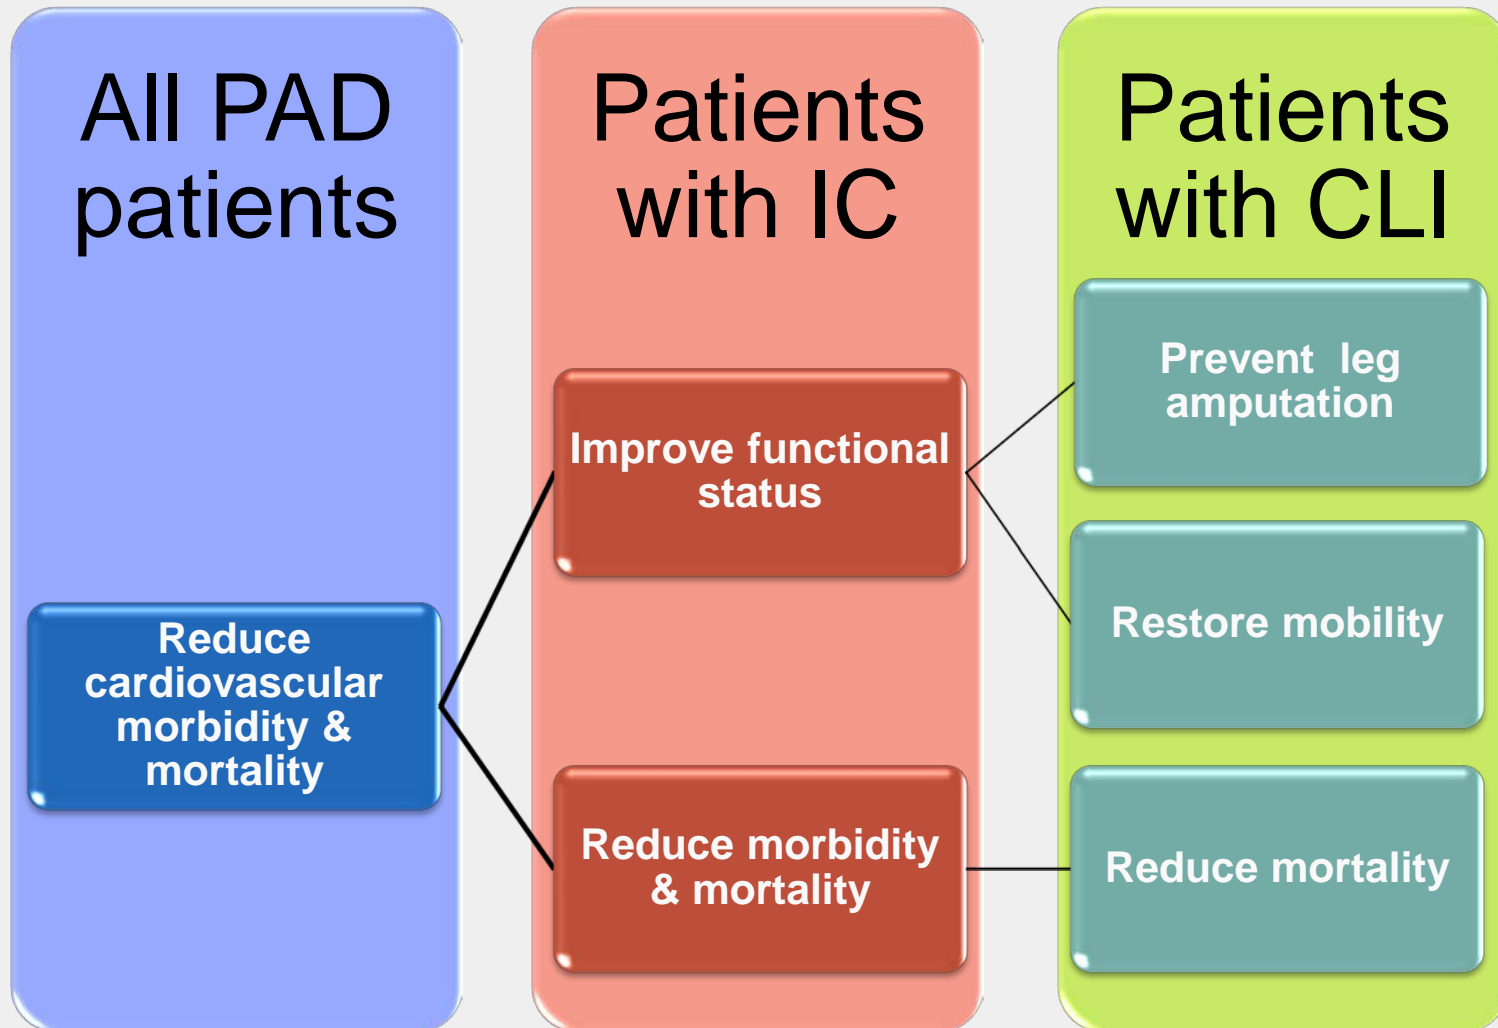 All PAD
patients
Reduce
cardiovascular
morbidity &
mortality
Patients
with IC
Improve functional
status
Reduce morbidity
& mortality
Patients
with CLI
Prevent  leg
amputation
Restore mobility
Reduce mortality